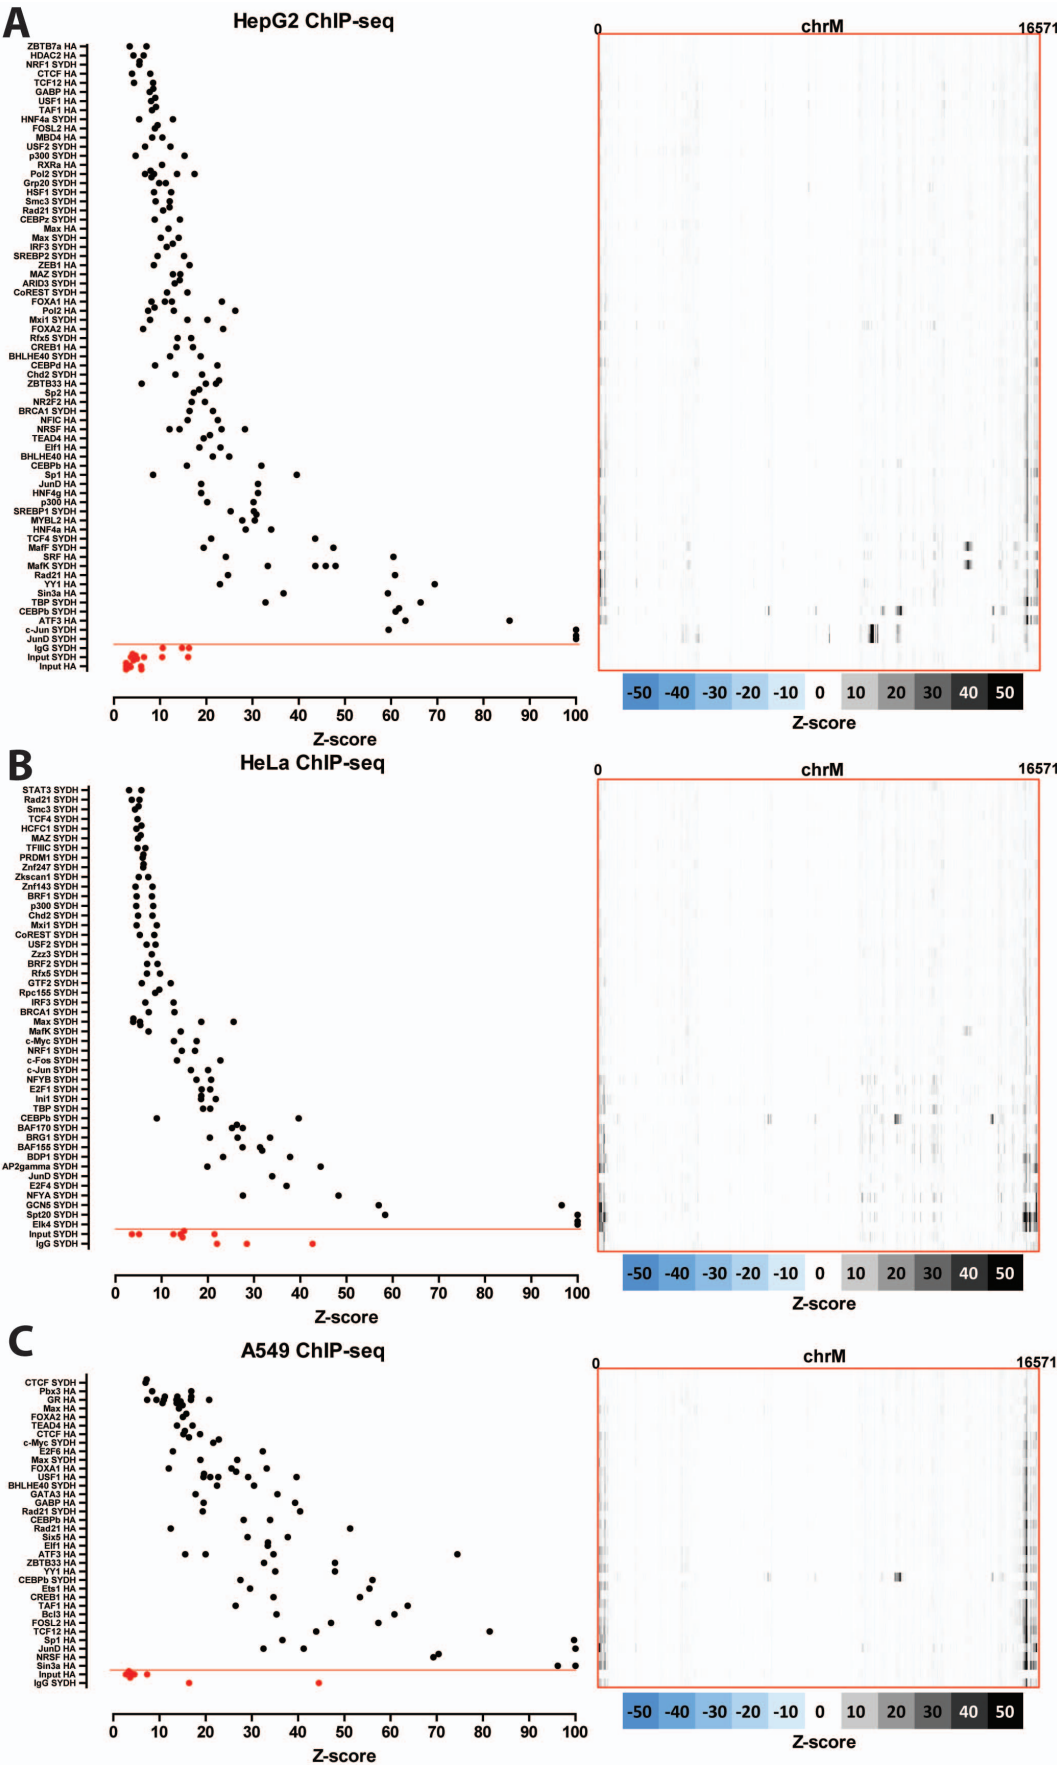 A
HepG2 ChIP-seq
0
chrM
16571
ZBTB7a HA
HDAC2 HA
NRF1 SYDH
CTCF HA
TCF12 HA
GABP HA
USF1 HA
TAF1 HA
HNF4a SYDH
FOSL2 HA
MBD4 HA
USF2 SYDH
p300 SYDH
RXRa HA
Pol2 SYDH
Grp20 SYDH
HSF1 SYDH
Smc3 SYDH
Rad21 SYDH
CEBPz SYDH
Max HA
Max SYDH
IRF3 SYDH
SREBP2 SYDH
ZEB1 HA
MAZ SYDH
ARID3 SYDH
CoREST SYDH
FOXA1 HA
Pol2 HA
Mxi1 SYDH
FOXA2 HA
Rfx5 SYDH
CREB1 HA
BHLHE40 SYDH
CEBPd HA
Chd2 SYDH
ZBTB33 HA
Sp2 HA
NR2F2 HA
BRCA1 SYDH
NFIC HA
NRSF HA
TEAD4 HA
Elf1 HA
BHLHE40 HA
CEBPb HA
Sp1 HA
JunD HA
HNF4g HA
p300 HA
SREBP1 SYDH
MYBL2 HA
HNF4a HA
TCF4 SYDH
MafF SYDH
SRF HA
MafK SYDH
Rad21 HA
YY1 HA
Sin3a HA
TBP SYDH
CEBPb SYDH
ATF3 HA
c-Jun SYDH
JunD SYDH
IgG SYDH
Input SYDH
Input HA
0 10 20 30 40 50 60 70 80 90 100
Z-score
-50 -40 -30 -20 -10 0 10 20 30 40 50
Z-score
B
HeLa ChIP-seq
0
chrM
16571
STAT3 SYDH
Rad21 SYDH
Smc3 SYDH
TCF4 SYDH
HCFC1 SYDH
MAZ SYDH
TFIIIC SYDH
PRDM1 SYDH
Znf247 SYDH
Zkscan1 SYDH
Znf143 SYDH
BRF1 SYDH
p300 SYDH
Chd2 SYDH
Mxi1 SYDH
CoREST SYDH
USF2 SYDH
Zzz3 SYDH
BRF2 SYDH
Rfx5 SYDH
GTF2 SYDH
Rpc155 SYDH
IRF3 SYDH
BRCA1 SYDH
Max SYDH
MafK SYDH
c-Myc SYDH
NRF1 SYDH
c-Fos SYDH
c-Jun SYDH
NFYB SYDH
E2F1 SYDH
Ini1 SYDH
TBP SYDH
CEBPb SYDH
BAF170 SYDH
BRG1 SYDH
BAF155 SYDH
BDP1 SYDH
AP2gamma SYDH
JunD SYDH
E2F4 SYDH
NFYA SYDH
GCN5 SYDH
Spt20 SYDH
Elk4 SYDH
Input SYDH
IgG SYDH
0 10 20 30 40 50 60 70 80 90 100
Z-score
-50 -40 -30 -20 -10 0 10 20 30 40 50
Z-score
C
A549 ChIP-seq
0
chrM
16571
CTCF SYDH
Pbx3 HA
GR HA
Max HA
FOXA2 HA
TEAD4 HA
CTCF HA
c-Myc SYDH
E2F6 HA
Max SYDH
FOXA1 HA
USF1 HA
BHLHE40 SYDH
GATA3 HA
GABP HA
Rad21 SYDH
CEBPb HA
Rad21 HA
Six5 HA
Elf1 HA
ATF3 HA
ZBTB33 HA
YY1 HA
CEBPb SYDH
Ets1 HA
CREB1 HA
TAF1 HA
Bcl3 HA
FOSL2 HA
TCF12 HA
Sp1 HA
JunD HA
NRSF HA
Sin3a HA
Input HA
IgG SYDH
0 10 20 30 40 50 60 70 80 90 100
Z-score
-50 -40 -30 -20 -10 0 10 20 30 40 50
Z-score